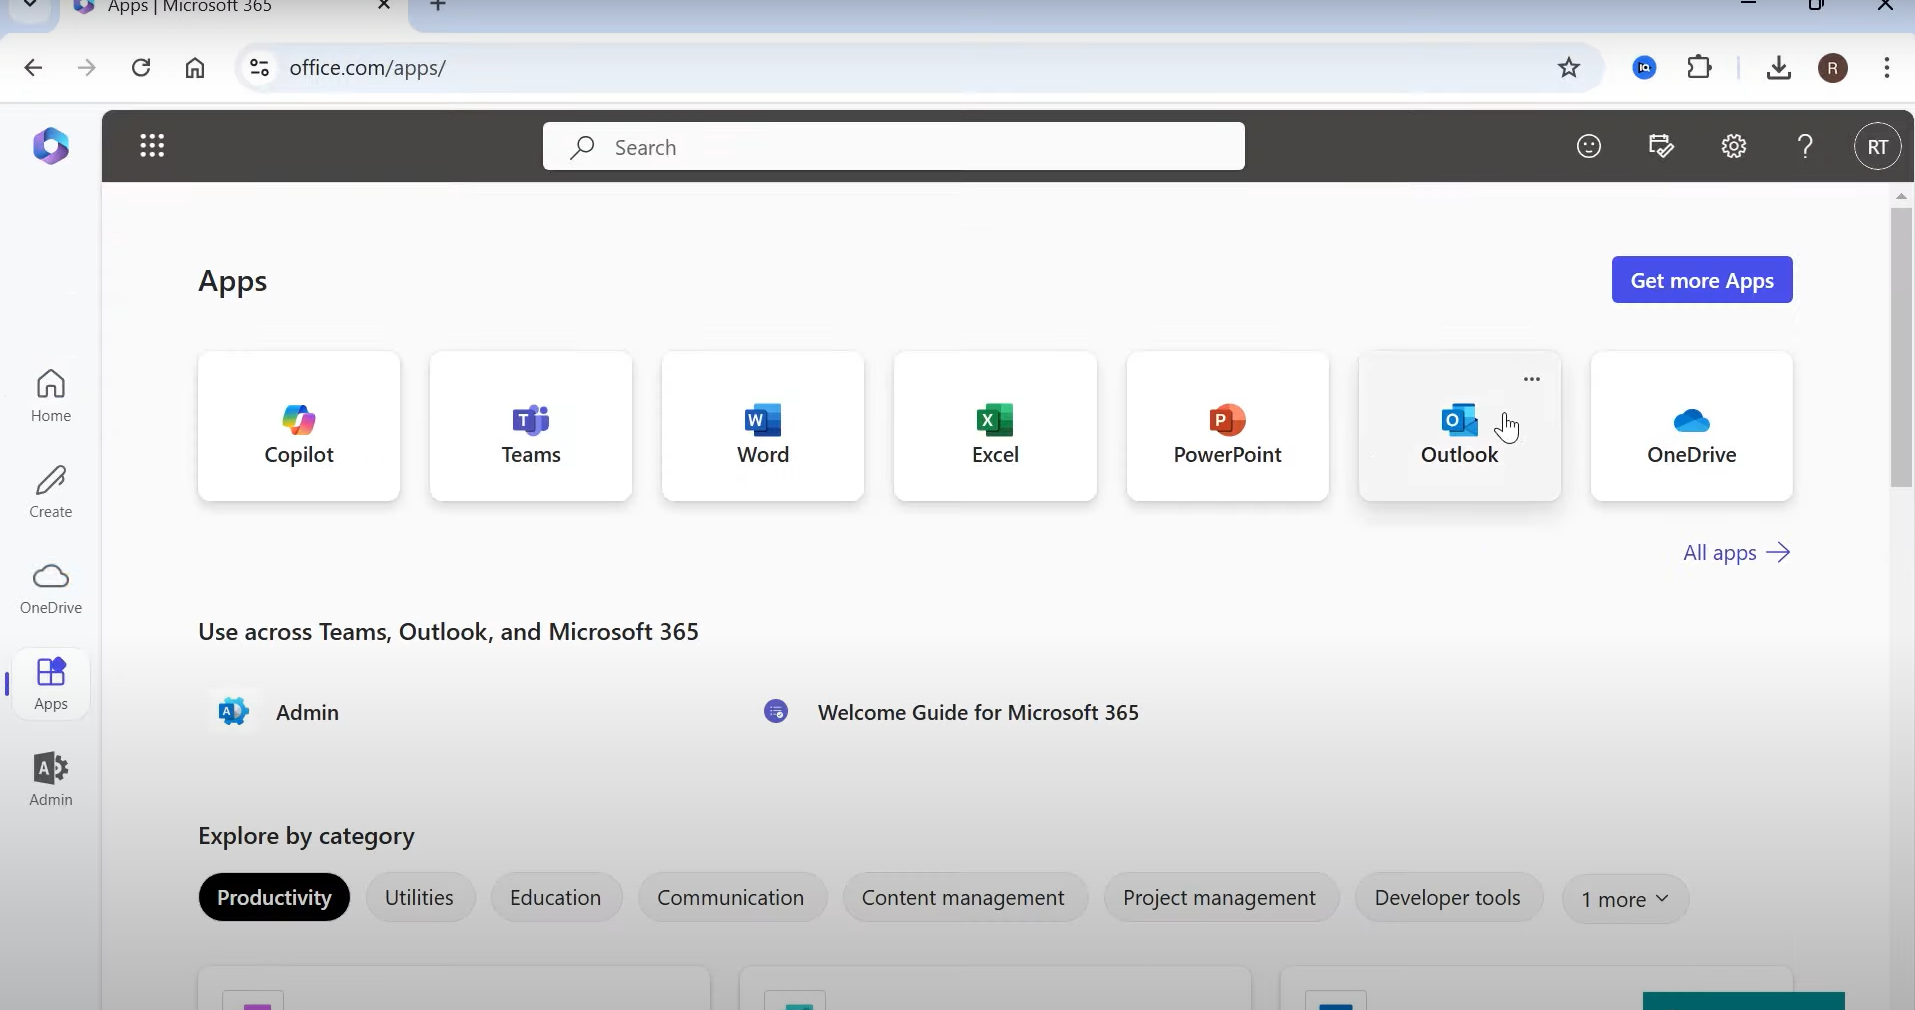 Apps | Microsoft 365
office.com/apps/
R
Search
RT
Apps
Get more Apps
Copilot
Teams
Word
Excel
PowerPoint
Outlook
OneDrive
All apps
Home
Create
OneDrive
Apps
Admin
Use across Teams, Outlook, and Microsoft 365
Admin
Welcome Guide for Microsoft 365
Explore by category
Productivity
Utilities
Education
Communication
Content management
Project management
Developer tools
1 more